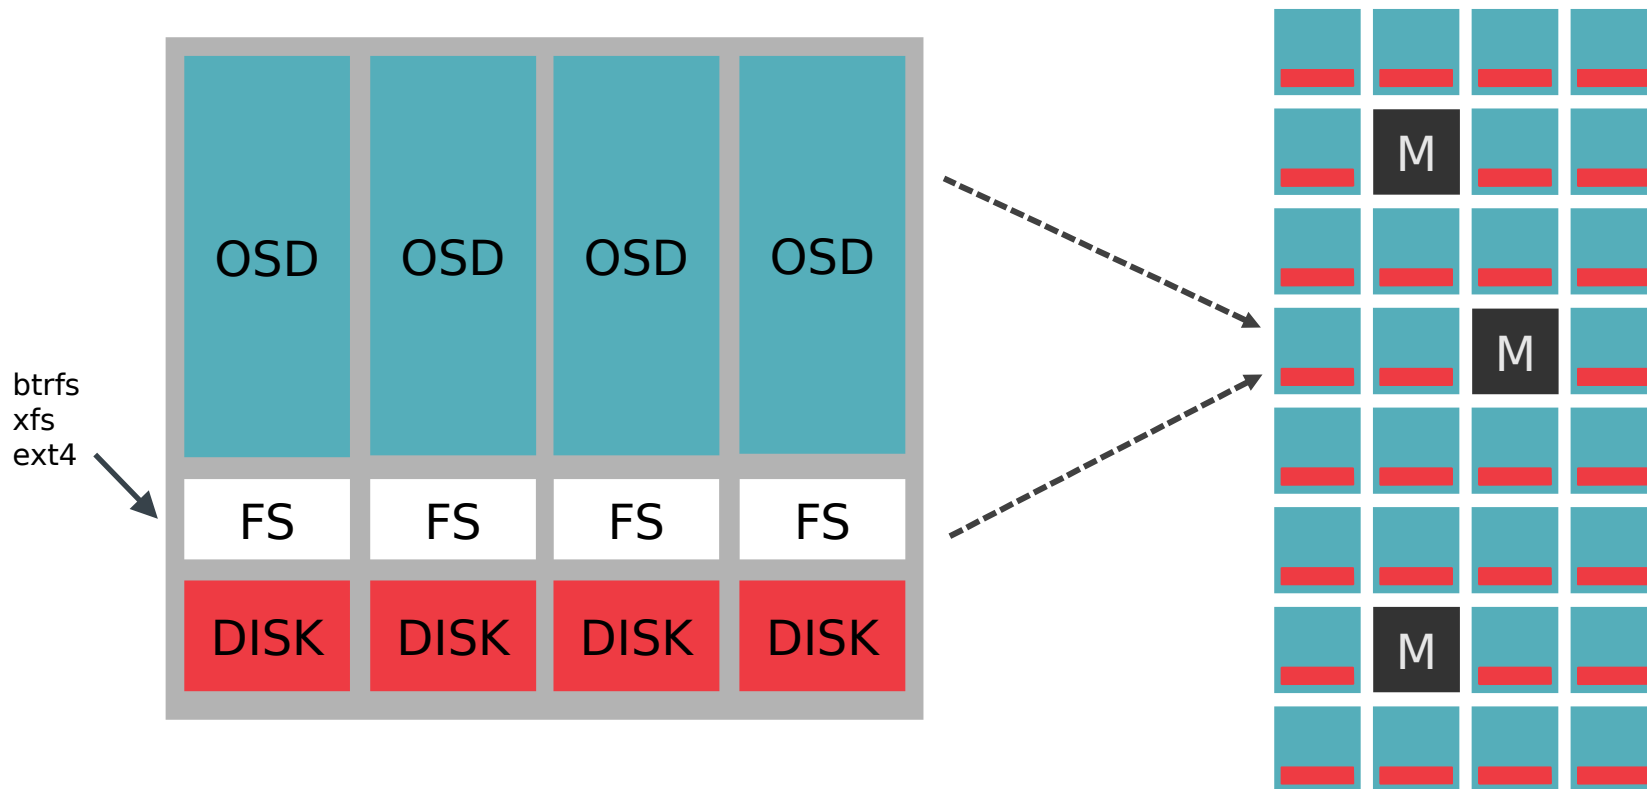 OSD OSD OSD OSD
btrfs
xfs
ext4
FS FS FS FS
DISK DISK DISK DISK
M
M
M